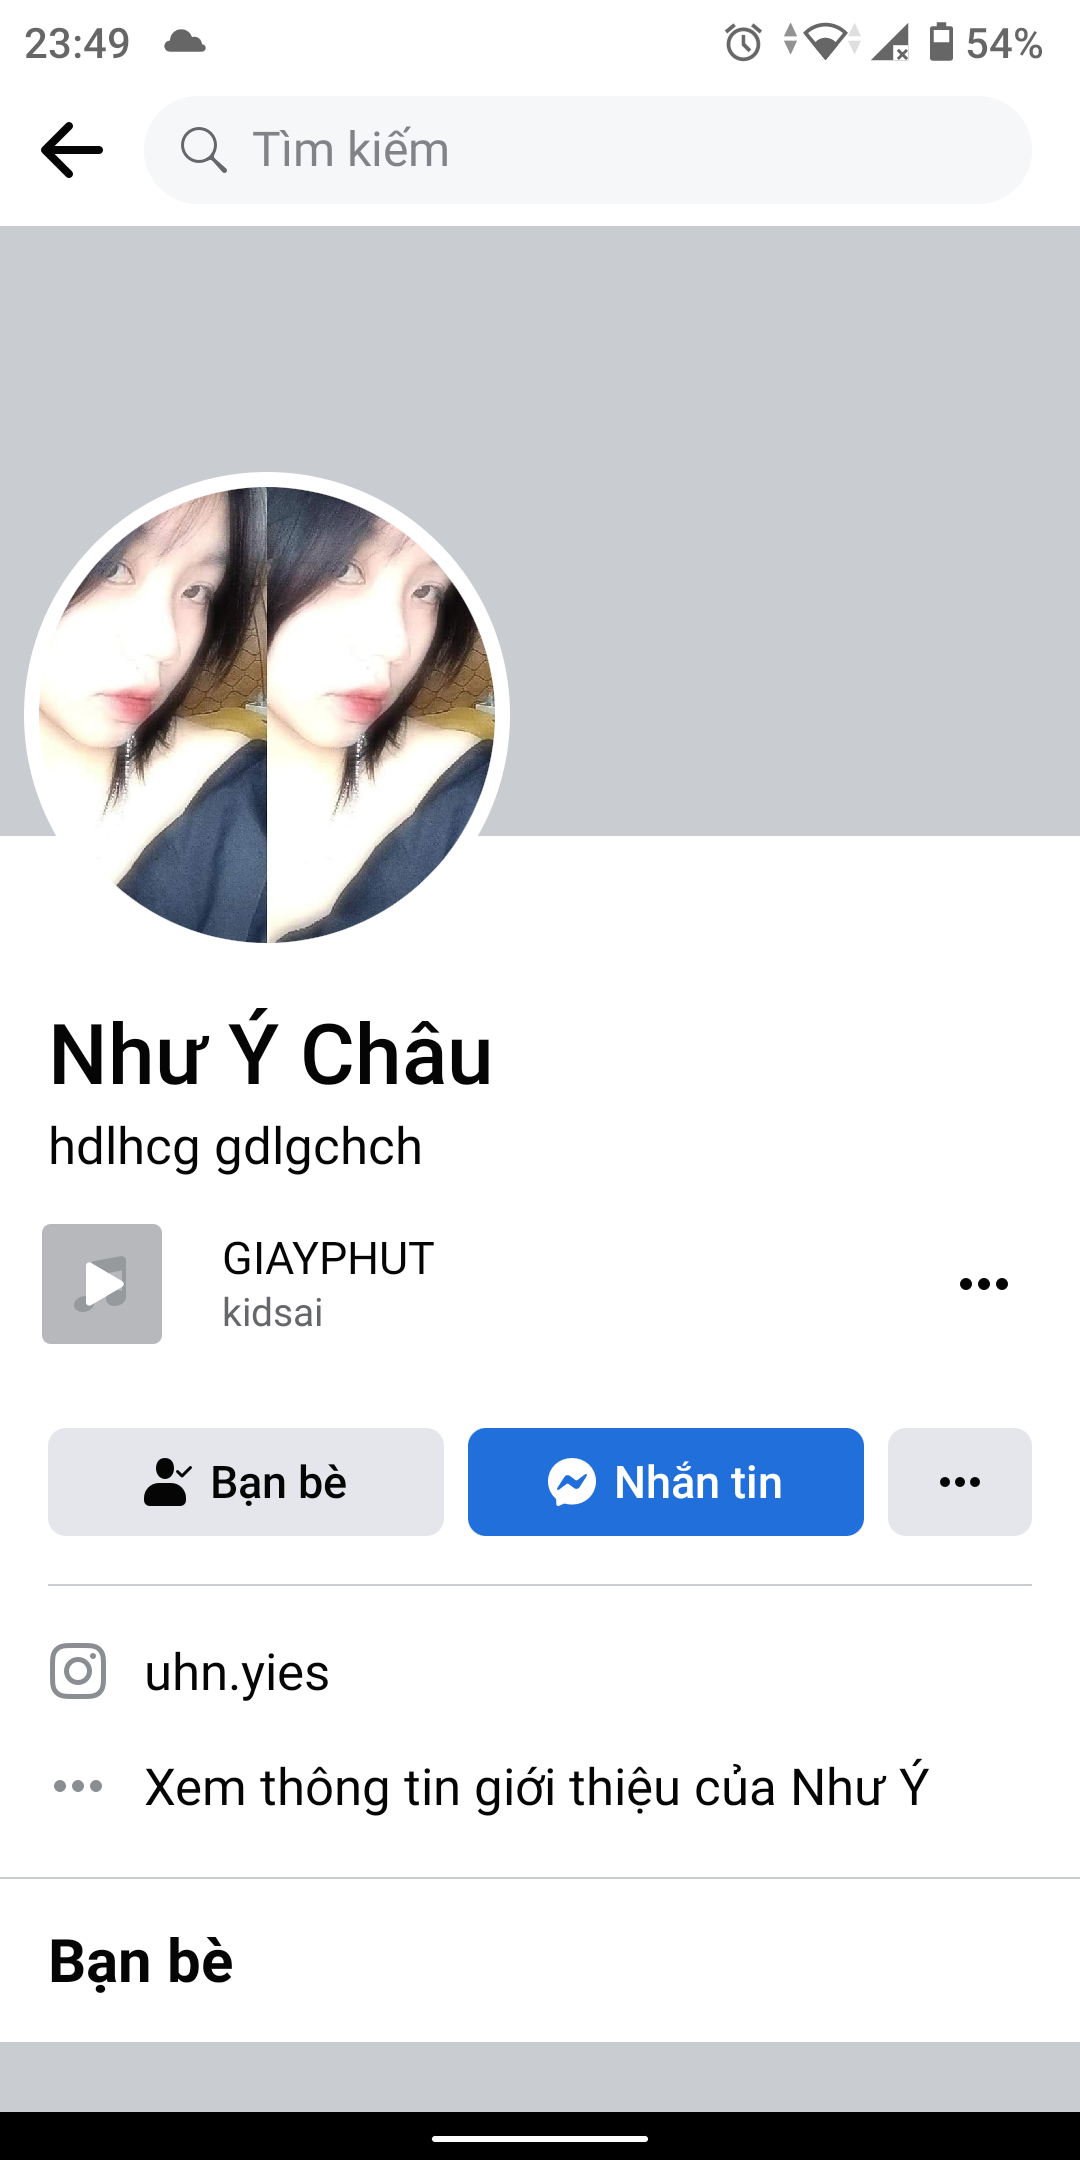 23:49
54%
Tìm kiếm
Như Ý Châu
hdlhcg gdlgchch
GIAYPHUT
kidsai
Bạn bè
Nhắn tin
uhn.yies
Xem thông tin giới thiệu của Như Ý
Bạn bè